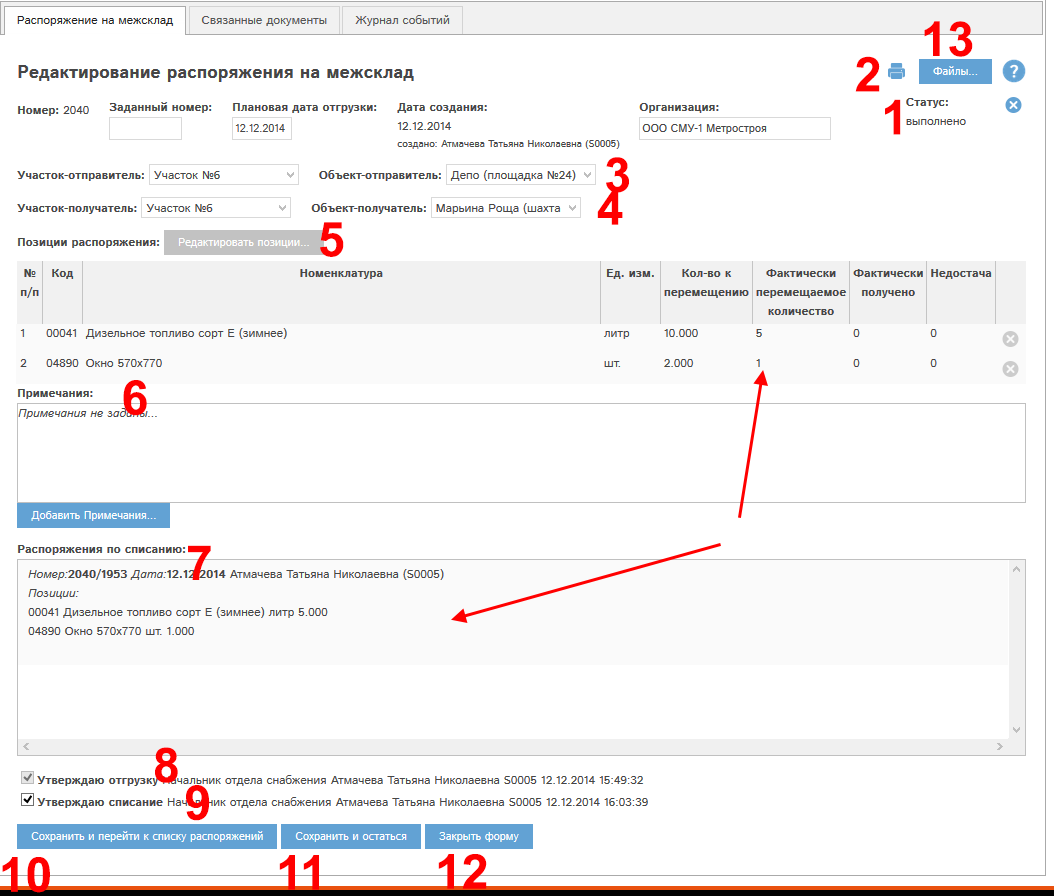 Распоряжение на межсклад Связанные документы Журнал событий
13
Редактирование распоряжения на межсклад 2 Файлы... ?
Номер: 2040 Заданный номер: Плановая дата отгрузки: Дата создания: Организация: 1 Статус:
12.12.2014 12.12.2014 ООО СМУ-1 Метростроя выполнено
создано: Атмачева Татьяна Николаевна (S0005)
Участок-отправитель: Участок №6 Объект-отправитель: Депо (площадка №24) 3
Участок-получатель: Участок №6 Объект-получатель: Марьина Роща (шахта 4
Позиции распоряжения: Редактировать позиции... 5
№ п/п Код Номенклатура Ед. изм. Кол-во к перемещению Фактически перемещаемое количество Фактически получено Недостача
1 00041 Дизельное топливо сорт Е (зимнее) литр 10.000 5 0 0
2 04890 Окно 570х770 шт. 2.000 1 0 0
Примечания: 6
Примечания не заданы...
Добавить Примечания...
Распоряжения по списанию: 7
Номер:2040/1953 Дата:12.12.2014 Атмачева Татьяна Николаевна (S0005)
Позиции:
00041 Дизельное топливо сорт Е (зимнее) литр 5.000
04890 Окно 570х770 шт. 1.000
8
Утверждаю отгрузку Начальник отдела снабжения Атмачева Татьяна Николаевна S0005 12.12.2014 15:49:32
9
Утверждаю списание Начальник отдела снабжения Атмачева Татьяна Николаевна S0005 12.12.2014 16:03:39
Сохранить и перейти к списку распоряжений Сохранить и остаться Закрыть форму
10 11 12